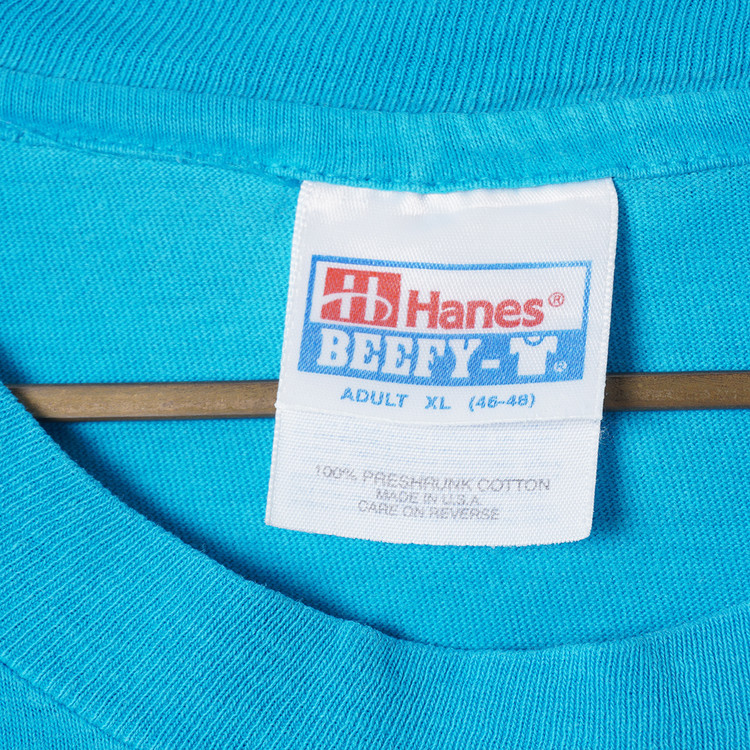 Hanes®
BEEFY-T®
ADULT XL (46-48)
100% PRESHRUNK COTTON
MADE IN U.S.A.
CARE ON REVERSE